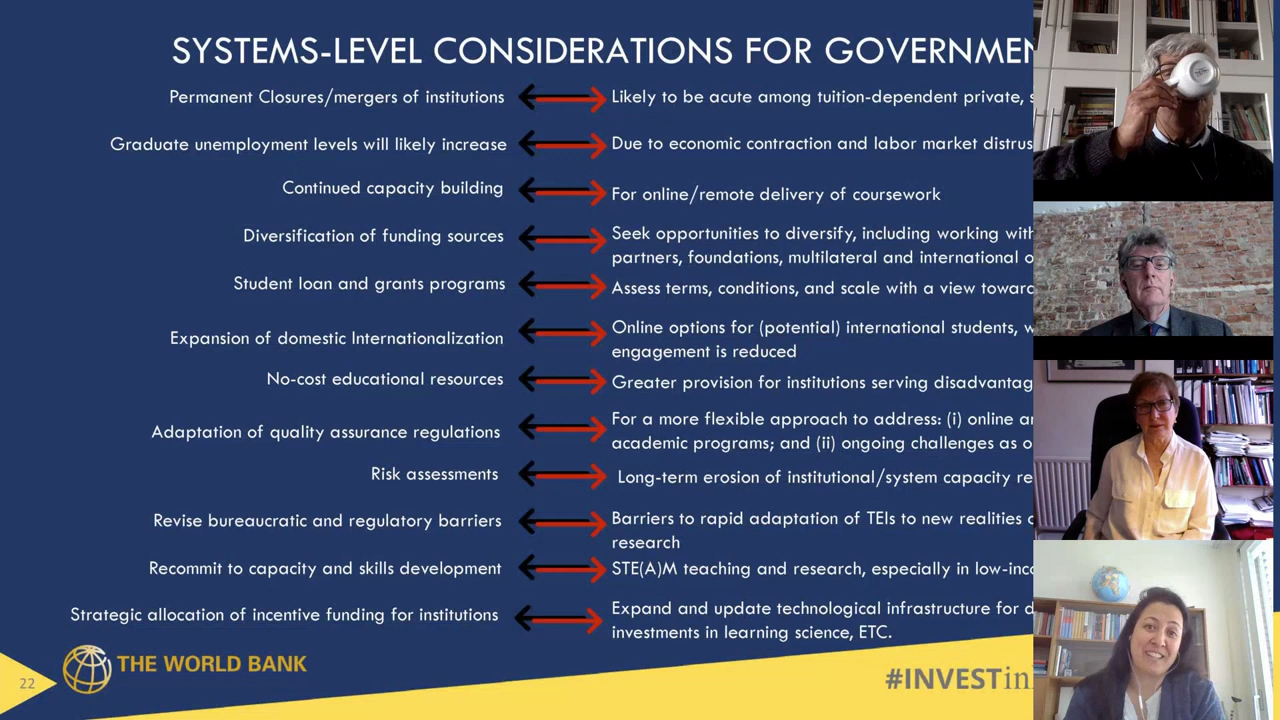 SYSTEMS-LEVEL CONSIDERATIONS FOR GOVERNMEN
Permanent Closures/mergers of institutions
Likely to be acute among tuition-dependent private, s
Graduate unemployment levels will likely increase
Due to economic contraction and labor market distrus
Continued capacity building
For online/remote delivery of coursework
Diversification of funding sources
Seek opportunities to diversify, including working with
partners, foundations, multilateral and international o
Student loan and grants programs
Assess terms, conditions, and scale with a view towar
Expansion of domestic Internationalization
Online options for (potential) international students, w
engagement is reduced
No-cost educational resources
Greater provision for institutions serving disadvantag
Adaptation of quality assurance regulations
For a more flexible approach to address: (i) online a
academic programs; and (ii) ongoing challenges as o
Risk assessments
Long-term erosion of institutional/system capacity re
Revise bureaucratic and regulatory barriers
Barriers to rapid adaptation of TEIs to new realities
research
Recommit to capacity and skills development
STE(A)M teaching and research, especially in low-inc
Strategic allocation of incentive funding for institutions
Expand and update technological infrastructure for d
investments in learning science, ETC.
22
THE WORLD BANK
#INVESTin